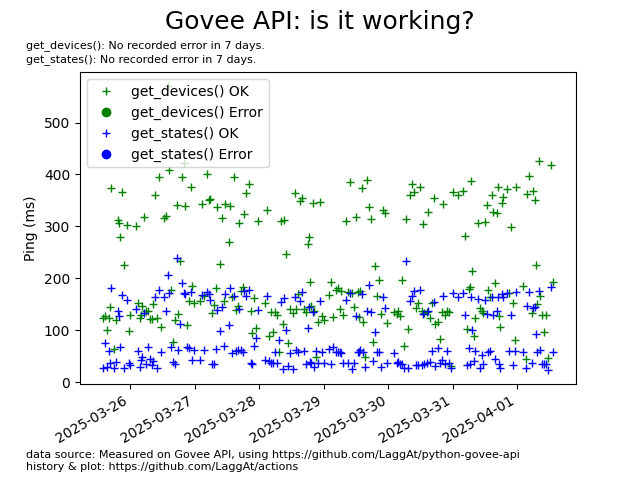 Govee API: is it working?
get_devices(): No recorded error in 7 days.
get_states(): No recorded error in 7 days.
get_devices() OK
get_devices() Error
get_states() OK
get_states() Error
Ping (ms)
500
400
300
200
100
0
2025-03-26
2025-03-27
2025-03-28
2025-03-29
2025-03-30
2025-03-31
2025-04-01
data source: Measured on Govee API, using https://github.com/LaggAt/python-govee-api
history & plot: https://github.com/LaggAt/actions